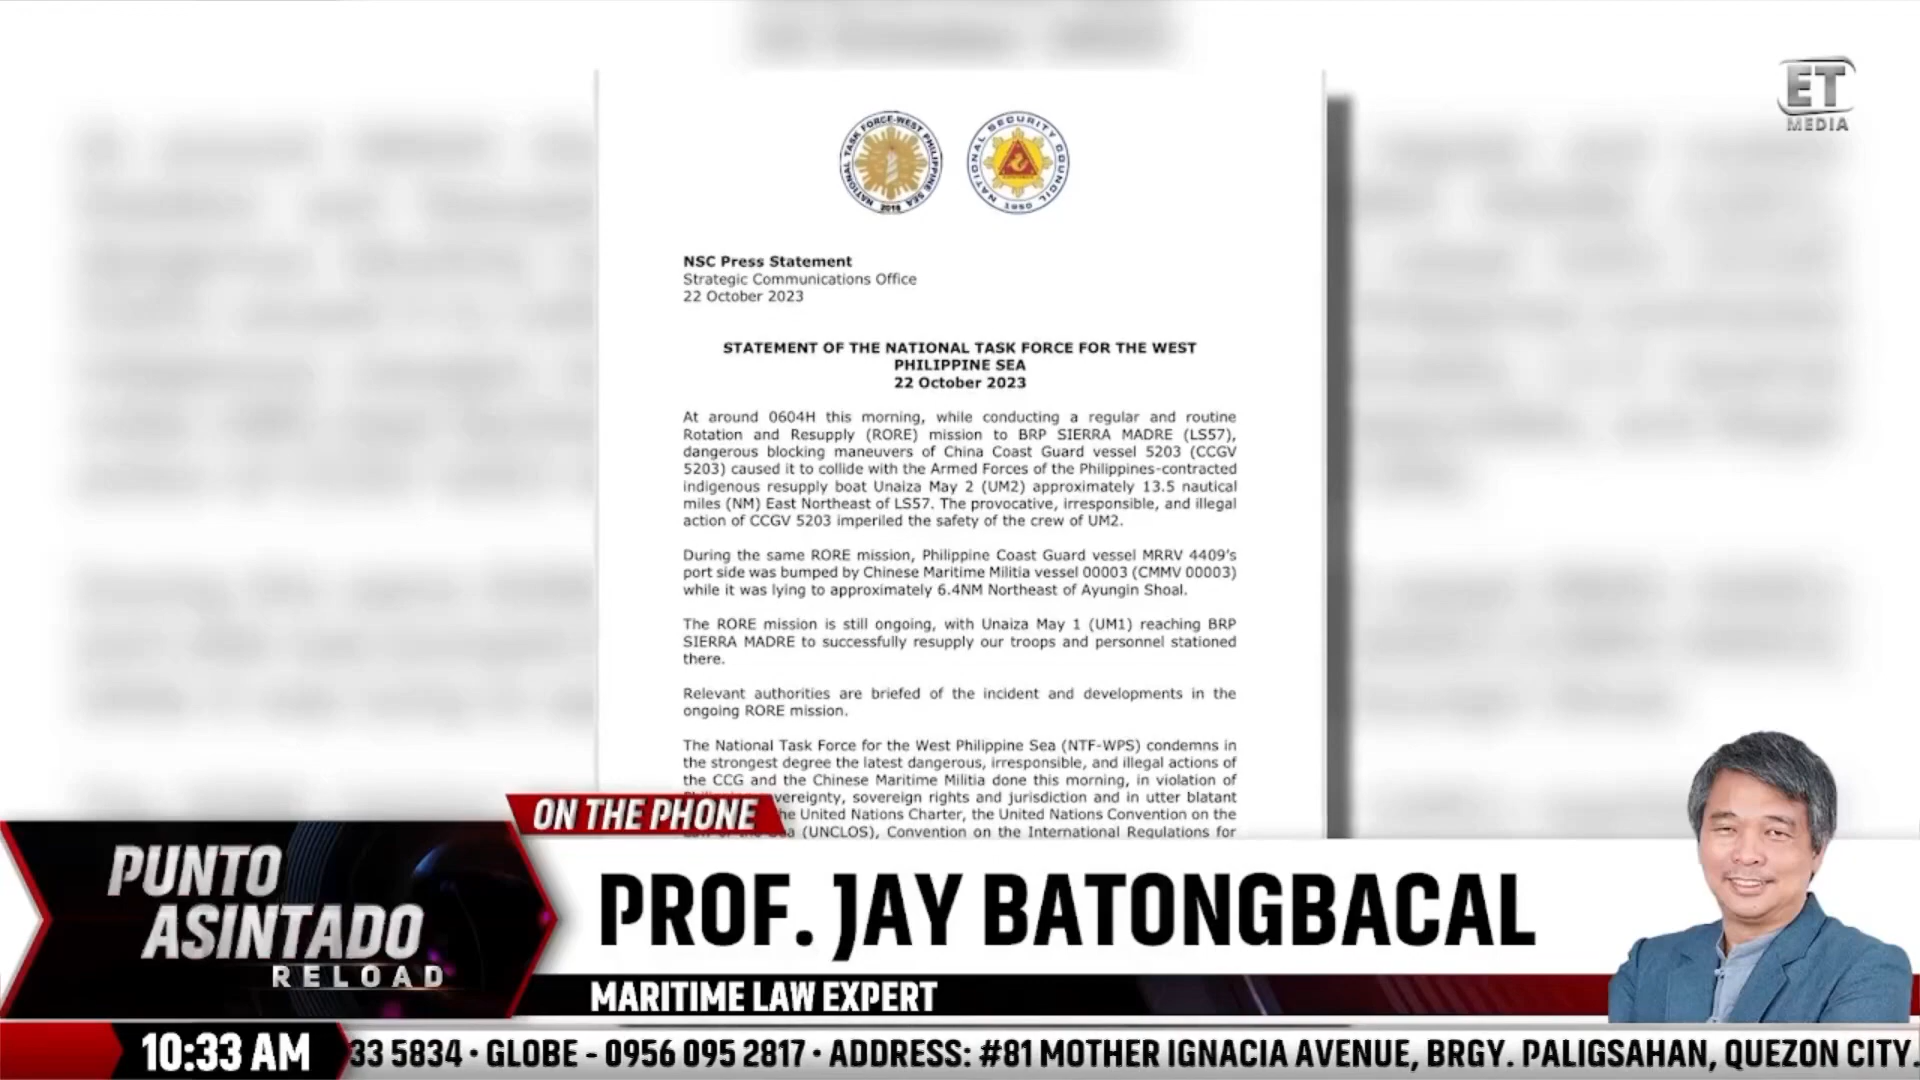 ET
MEDIA
NATIONAL TASK FORCE-WEST PHILIPPINE SEA
2016
NATIONAL SECURITY COUNCIL
1950
NSC Press Statement
Strategic Communications Office
22 October 2023
STATEMENT OF THE NATIONAL TASK FORCE FOR THE WEST
PHILIPPINE SEA
22 October 2023
At around 0604H this morning, while conducting a regular and routine
Rotation and Resupply (RORE) mission to BRP SIERRA MADRE (LS57),
dangerous blocking maneuvers of China Coast Guard vessel 5203 (CCGV
5203) caused it to collide with the Armed Forces of the Philippines-contracted
indigenous resupply boat Unaiza May 2 (UM2) approximately 13.5 nautical
miles (NM) East Northeast of LS57. The provocative, irresponsible, and illegal
action of CCGV 5203 imperiled the safety of the crew of UM2.
During the same RORE mission, Philippine Coast Guard vessel MRRV 4409's
port side was bumped by Chinese Maritime Militia vessel 00003 (CMMV 00003)
while it was lying to approximately 6.4NM Northeast of Ayungin Shoal.
The RORE mission is still ongoing, with Unaiza May 1 (UM1) reaching BRP
SIERRA MADRE to successfully resupply our troops and personnel stationed
there.
Relevant authorities are briefed of the incident and developments in the
ongoing RORE mission.
The National Task Force for the West Philippine Sea (NTF-WPS) condemns in
the strongest degree the latest dangerous, irresponsible, and illegal actions of
the CCG and the Chinese Maritime Militia done this morning, in violation of
sovereignty, sovereign rights and jurisdiction and in utter blatant
the United Nations Charter, the United Nations Convention on the
(UNCLOS), Convention on the International Regulations for
ON THE PHONE
PUNTO
ASINTADO
RELOAD
PROF. JAY BATONGBACAL
MARITIME LAW EXPERT
10:33 AM
33 5834 · GLOBE - 0956 095 2817 · ADDRESS: #81 MOTHER IGNACIA AVENUE, BRGY. PALIGSAHAN, QUEZON CITY.